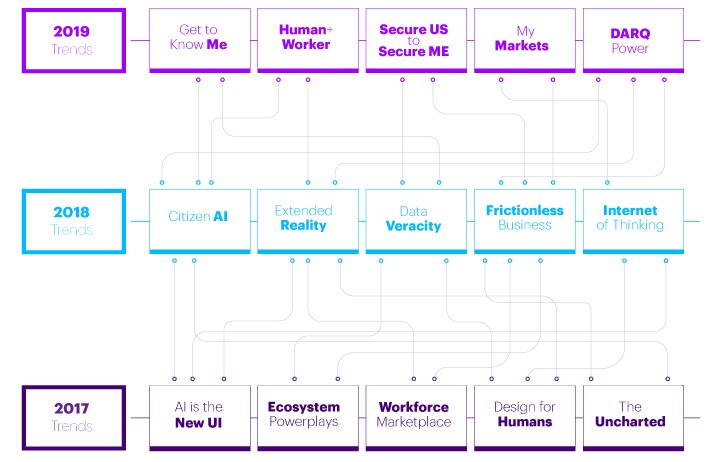 2019
Trends
Get to
Know Me
Human+
Worker
Secure US
to
Secure ME
My
Markets
DARQ
Power
2018
Trends
Citizen AI
Extended
Reality
Data
Veracity
Frictionless
Business
Internet
of Thinking
2017
Trends
AI is the
New UI
Ecosystem
Powerplays
Workforce
Marketplace
Design for
Humans
The
Uncharted